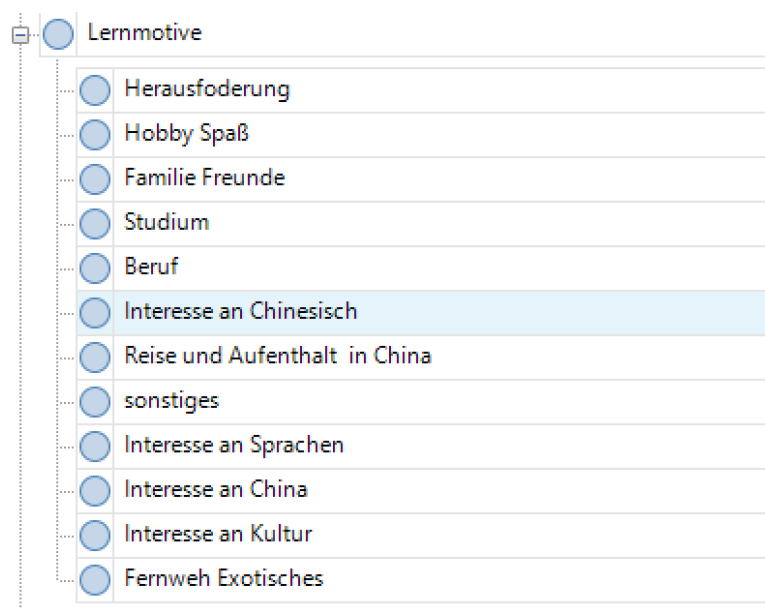 Lernmotive
Herausfoderung
Hobby Spaß
Familie Freunde
Studium
Beruf
Interesse an Chinesisch
Reise und Aufenthalt  in China
sonstiges
Interesse an Sprachen
Interesse an China
Interesse an Kultur
Fernweh Exotisches